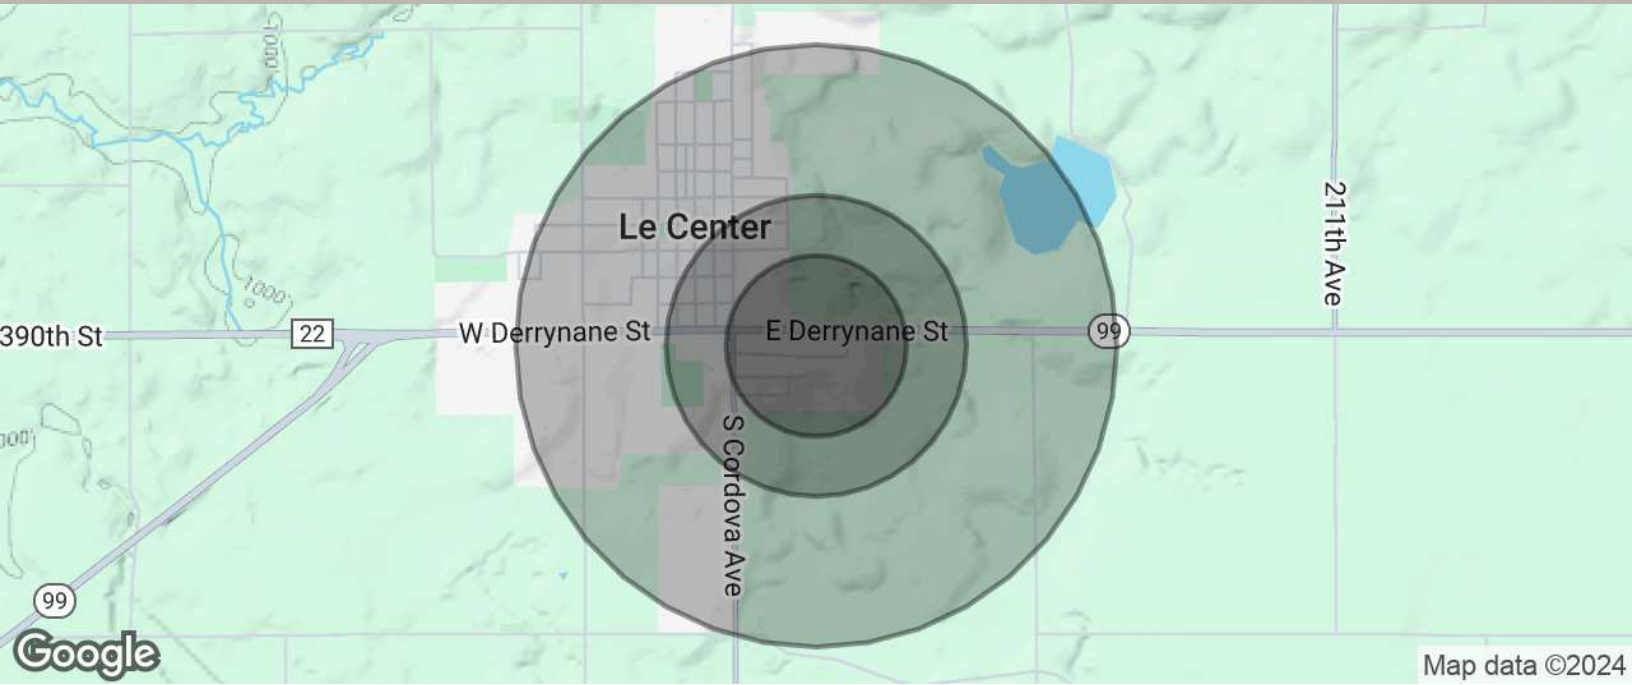 1000'
Le Center
211th Ave
1000'
390th St
22
W Derrynane St
E Derrynane St
99
S Cordova Ave
99
Google
Map data ©2024